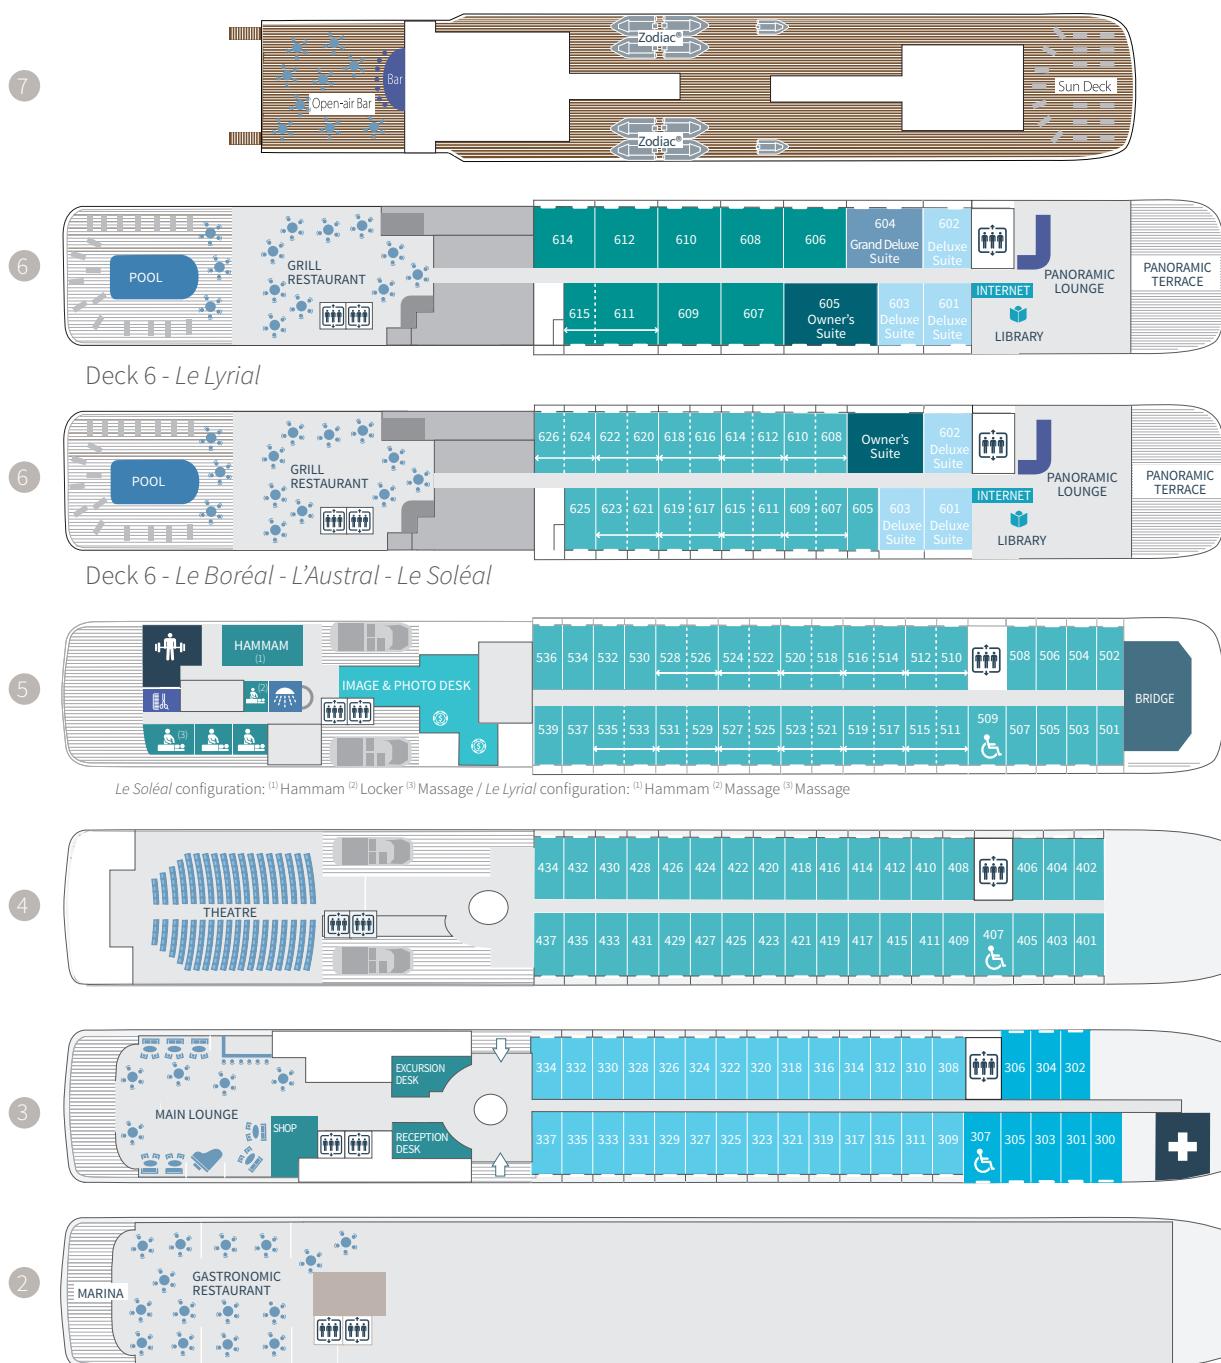 7
Zodiac®
Bar
Open-air Bar
Sun Deck
Zodiac®
6
614 612 610 608 606 604 602
Grand Deluxe
Suite
Deluxe
Suite
POOL
GRILL
RESTAURANT
PANORAMIC
LOUNGE
PANORAMIC
TERRACE
INTERNET
LIBRARY
615 611 609 607 605 603 601
Owner's
Suite
Deluxe
Suite
Deluxe
Suite
Deck 6 - Le Lyrial
6
626 624 622 620 618 616 614 612 610 608
Owner's
Suite
602
Deluxe
Suite
POOL
GRILL
RESTAURANT
PANORAMIC
LOUNGE
PANORAMIC
TERRACE
INTERNET
LIBRARY
625 623 621 619 617 615 611 609 607 605 603 601
Deluxe
Suite
Deluxe
Suite
Deck 6 - Le Boréal - L'Austral - Le Soléal
5
HAMMAM
(1)
(2)
(3)
IMAGE & PHOTO DESK
536 534 532 530 528 526 524 522 520 518 516 514 512 510 508 506 504 502
BRIDGE
539 537 535 533 531 529 527 525 523 521 519 517 515 511 509 507 505 503 501
Le Soléal configuration: (1) Hammam (2) Locker (3) Massage / Le Lyrial configuration: (1) Hammam (2) Massage (3) Massage
4
THEATRE
434 432 430 428 426 424 422 420 418 416 414 412 410 408 406 404 402
437 435 433 431 429 427 425 423 421 419 417 415 411 409 407 405 403 401
3
MAIN LOUNGE
EXCURSION
DESK
SHOP
RECEPTION
DESK
334 332 330 328 326 324 322 320 318 316 314 312 310 308 306 304 302
337 335 333 331 329 327 325 323 321 319 317 315 311 309 307 305 303 301 300
2
MARINA
GASTRONOMIC
RESTAURANT